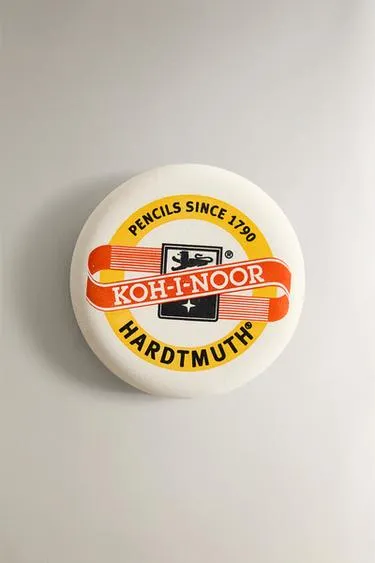 PENCILS SINCE 1790
®
KOH-I-NOOR
HARDTMUTH®